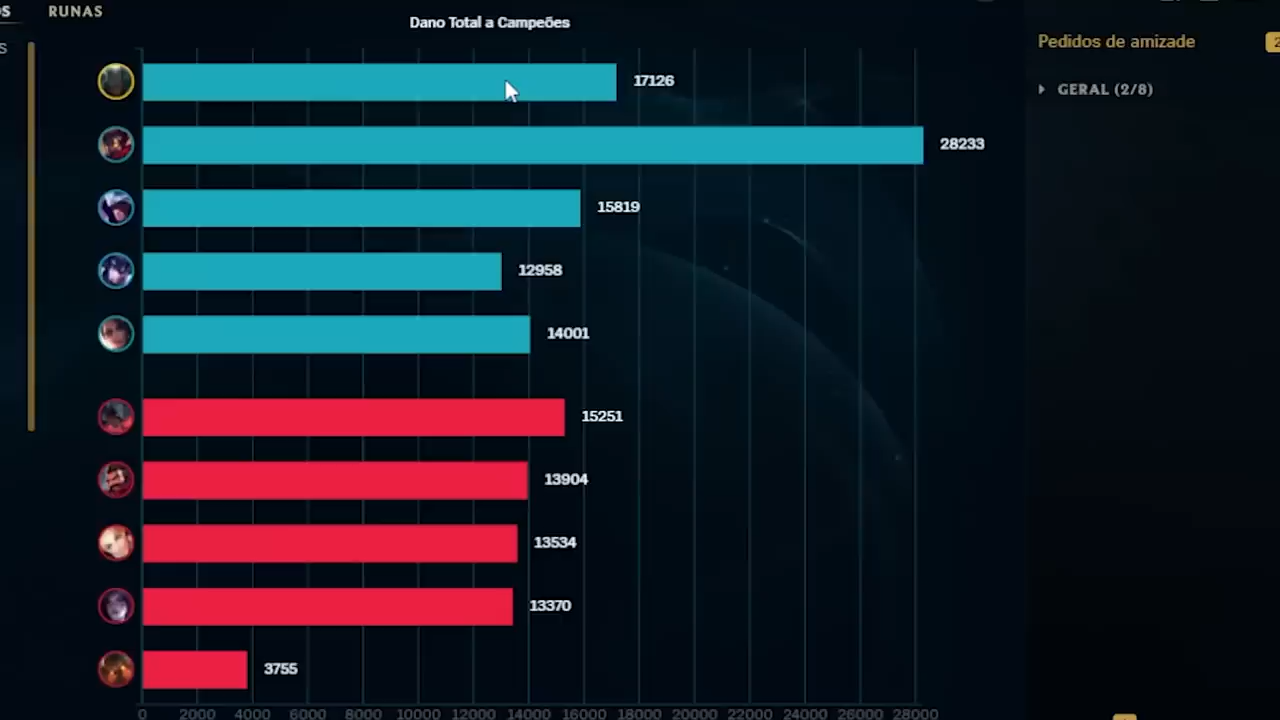 RUNAS
Dano Total a Campeões
Pedidos de amizade
GERAL (2/8)
17126
28233
15819
12958
14001
15251
13904
13534
13370
3755
0 2000 4000 6000 8000 10000 12000 14000 16000 18000 20000 22000 24000 26000 28000